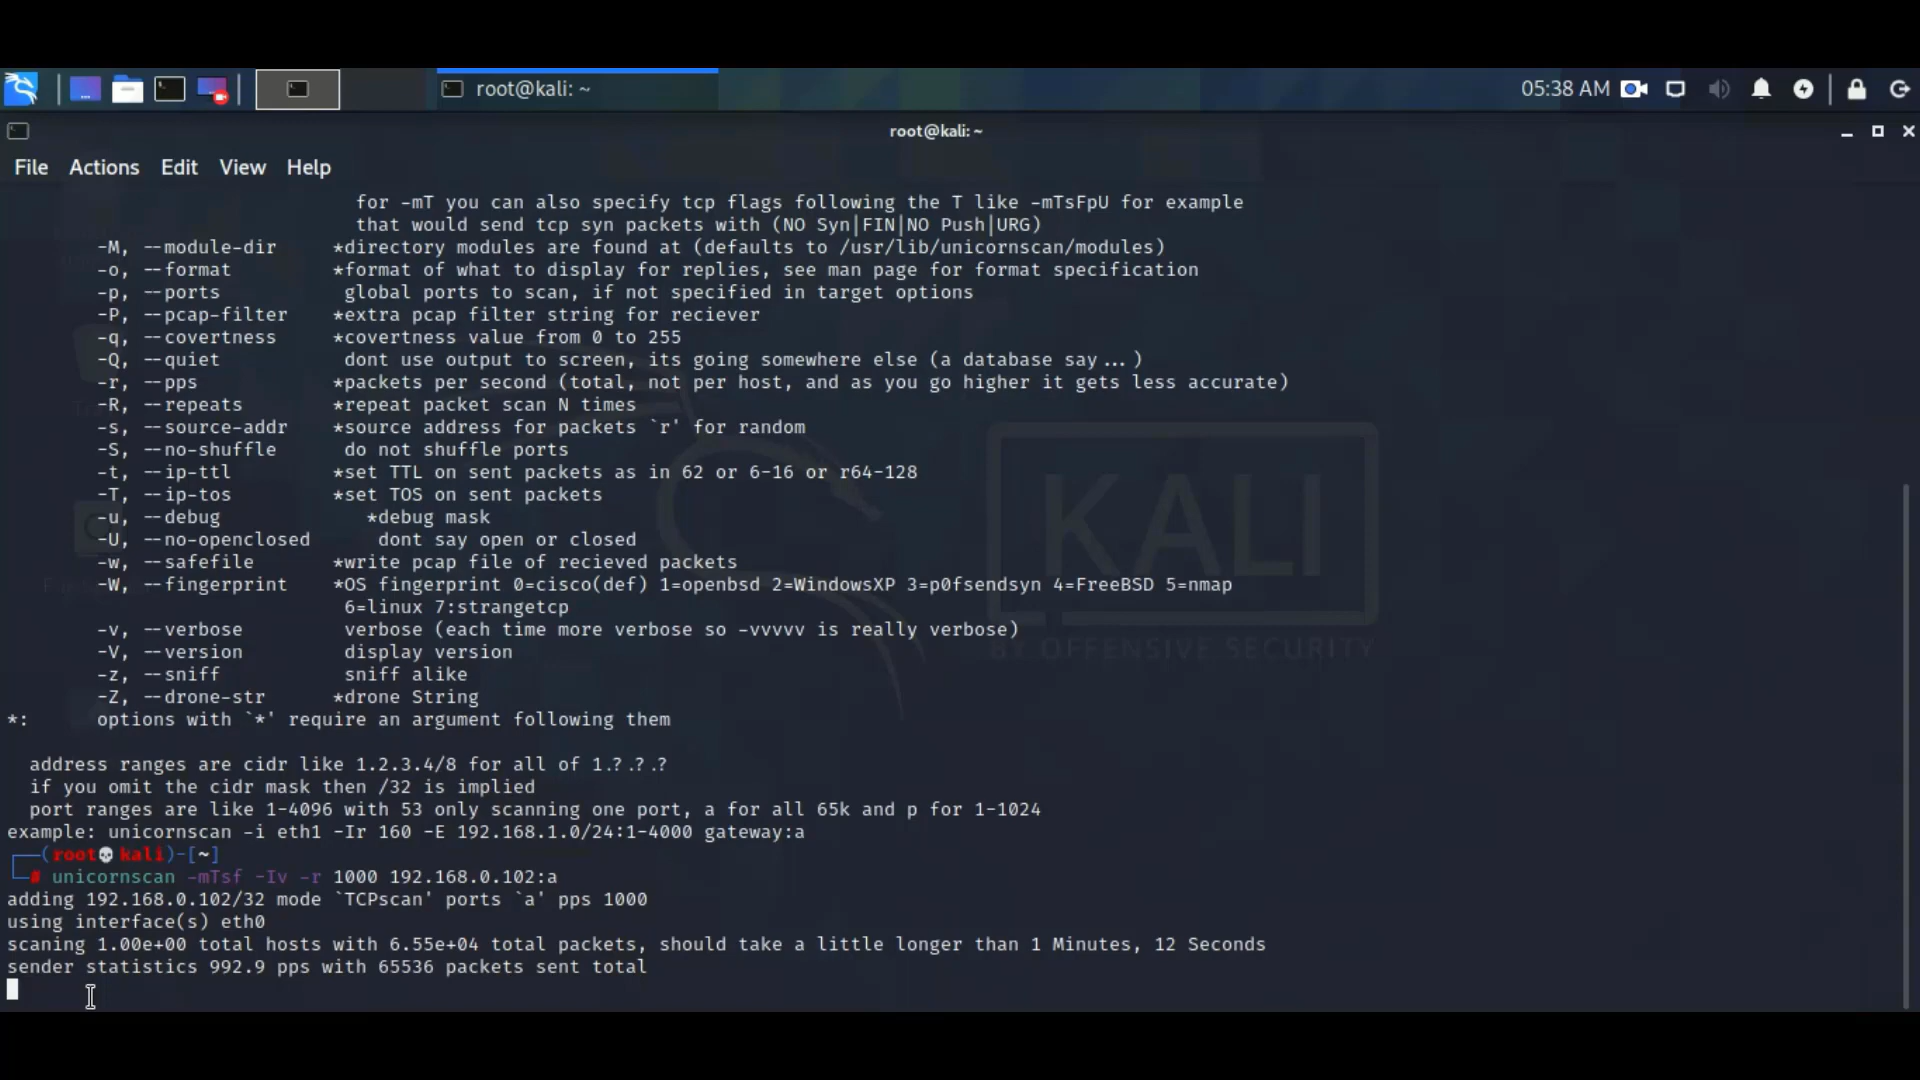 root@kali: ~
05:38 AM
root@kali: ~
File Actions Edit View Help
for -mT you can also specify tcp flags following the T like -mTsFpU for example
that would send tcp syn packets with (NO Syn|FIN|NO Push|URG)
-M, --module-dir *directory modules are found at (defaults to /usr/lib/unicornscan/modules)
-o, --format *format of what to display for replies, see man page for format specification
-p, --ports global ports to scan, if not specified in target options
-P, --pcap-filter *extra pcap filter string for reciever
-q, --covertness *covertness value from 0 to 255
-Q, --quiet dont use output to screen, its going somewhere else (a database say...)
-r, --pps *packets per second (total, not per host, and as you go higher it gets less accurate)
-R, --repeats *repeat packet scan N times
-s, --source-addr *source address for packets `r' for random
-S, --no-shuffle do not shuffle ports
-t, --ip-ttl *set TTL on sent packets as in 62 or 6-16 or r64-128
-T, --ip-tos *set TOS on sent packets
-u, --debug *debug mask
-U, --no-openclosed dont say open or closed
-w, --safefile *write pcap file of recieved packets
-W, --fingerprint *OS fingerprint 0=cisco(def) 1=openbsd 2=WindowsXP 3=p0fsendsyn 4=FreeBSD 5=nmap
6=linux 7:strangetcp
-v, --verbose verbose (each time more verbose so -vvvvv is really verbose)
-V, --version display version
-z, --sniff sniff alike
-Z, --drone-str *drone String
*: options with `*' require an argument following them
address ranges are cidr like 1.2.3.4/8 for all of 1.?.?.?
if you omit the cidr mask then /32 is implied
port ranges are like 1-4096 with 53 only scanning one port, a for all 65k and p for 1-1024
example: unicornscan -i eth1 -Ir 160 -E 192.168.1.0/24:1-4000 gateway:a
(root💀kali)-[~]
# unicornscan -mTsf -Iv -r 1000 192.168.0.102:a
adding 192.168.0.102/32 mode `TCPscan' ports `a' pps 1000
using interface(s) eth0
scaning 1.00e+00 total hosts with 6.55e+04 total packets, should take a little longer than 1 Minutes, 12 Seconds
sender statistics 992.9 pps with 65536 packets sent total
KALI
BY OFFENSIVE SECURITY